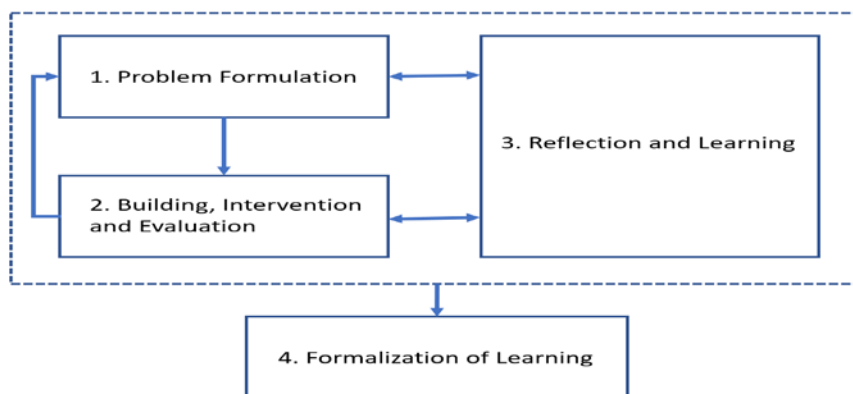 1. Problem Formulation
3. Reflection and Learning
2. Building, Intervention
and Evaluation
4. Formalization of Learning